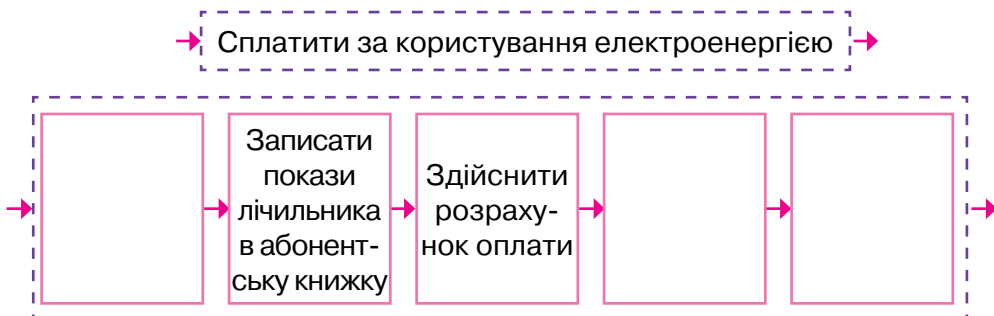 Сплатити за користування електроенергією
Записати
покази
лічильника
в абонент-
ську книжку
Здійснити
розраху-
нок оплати